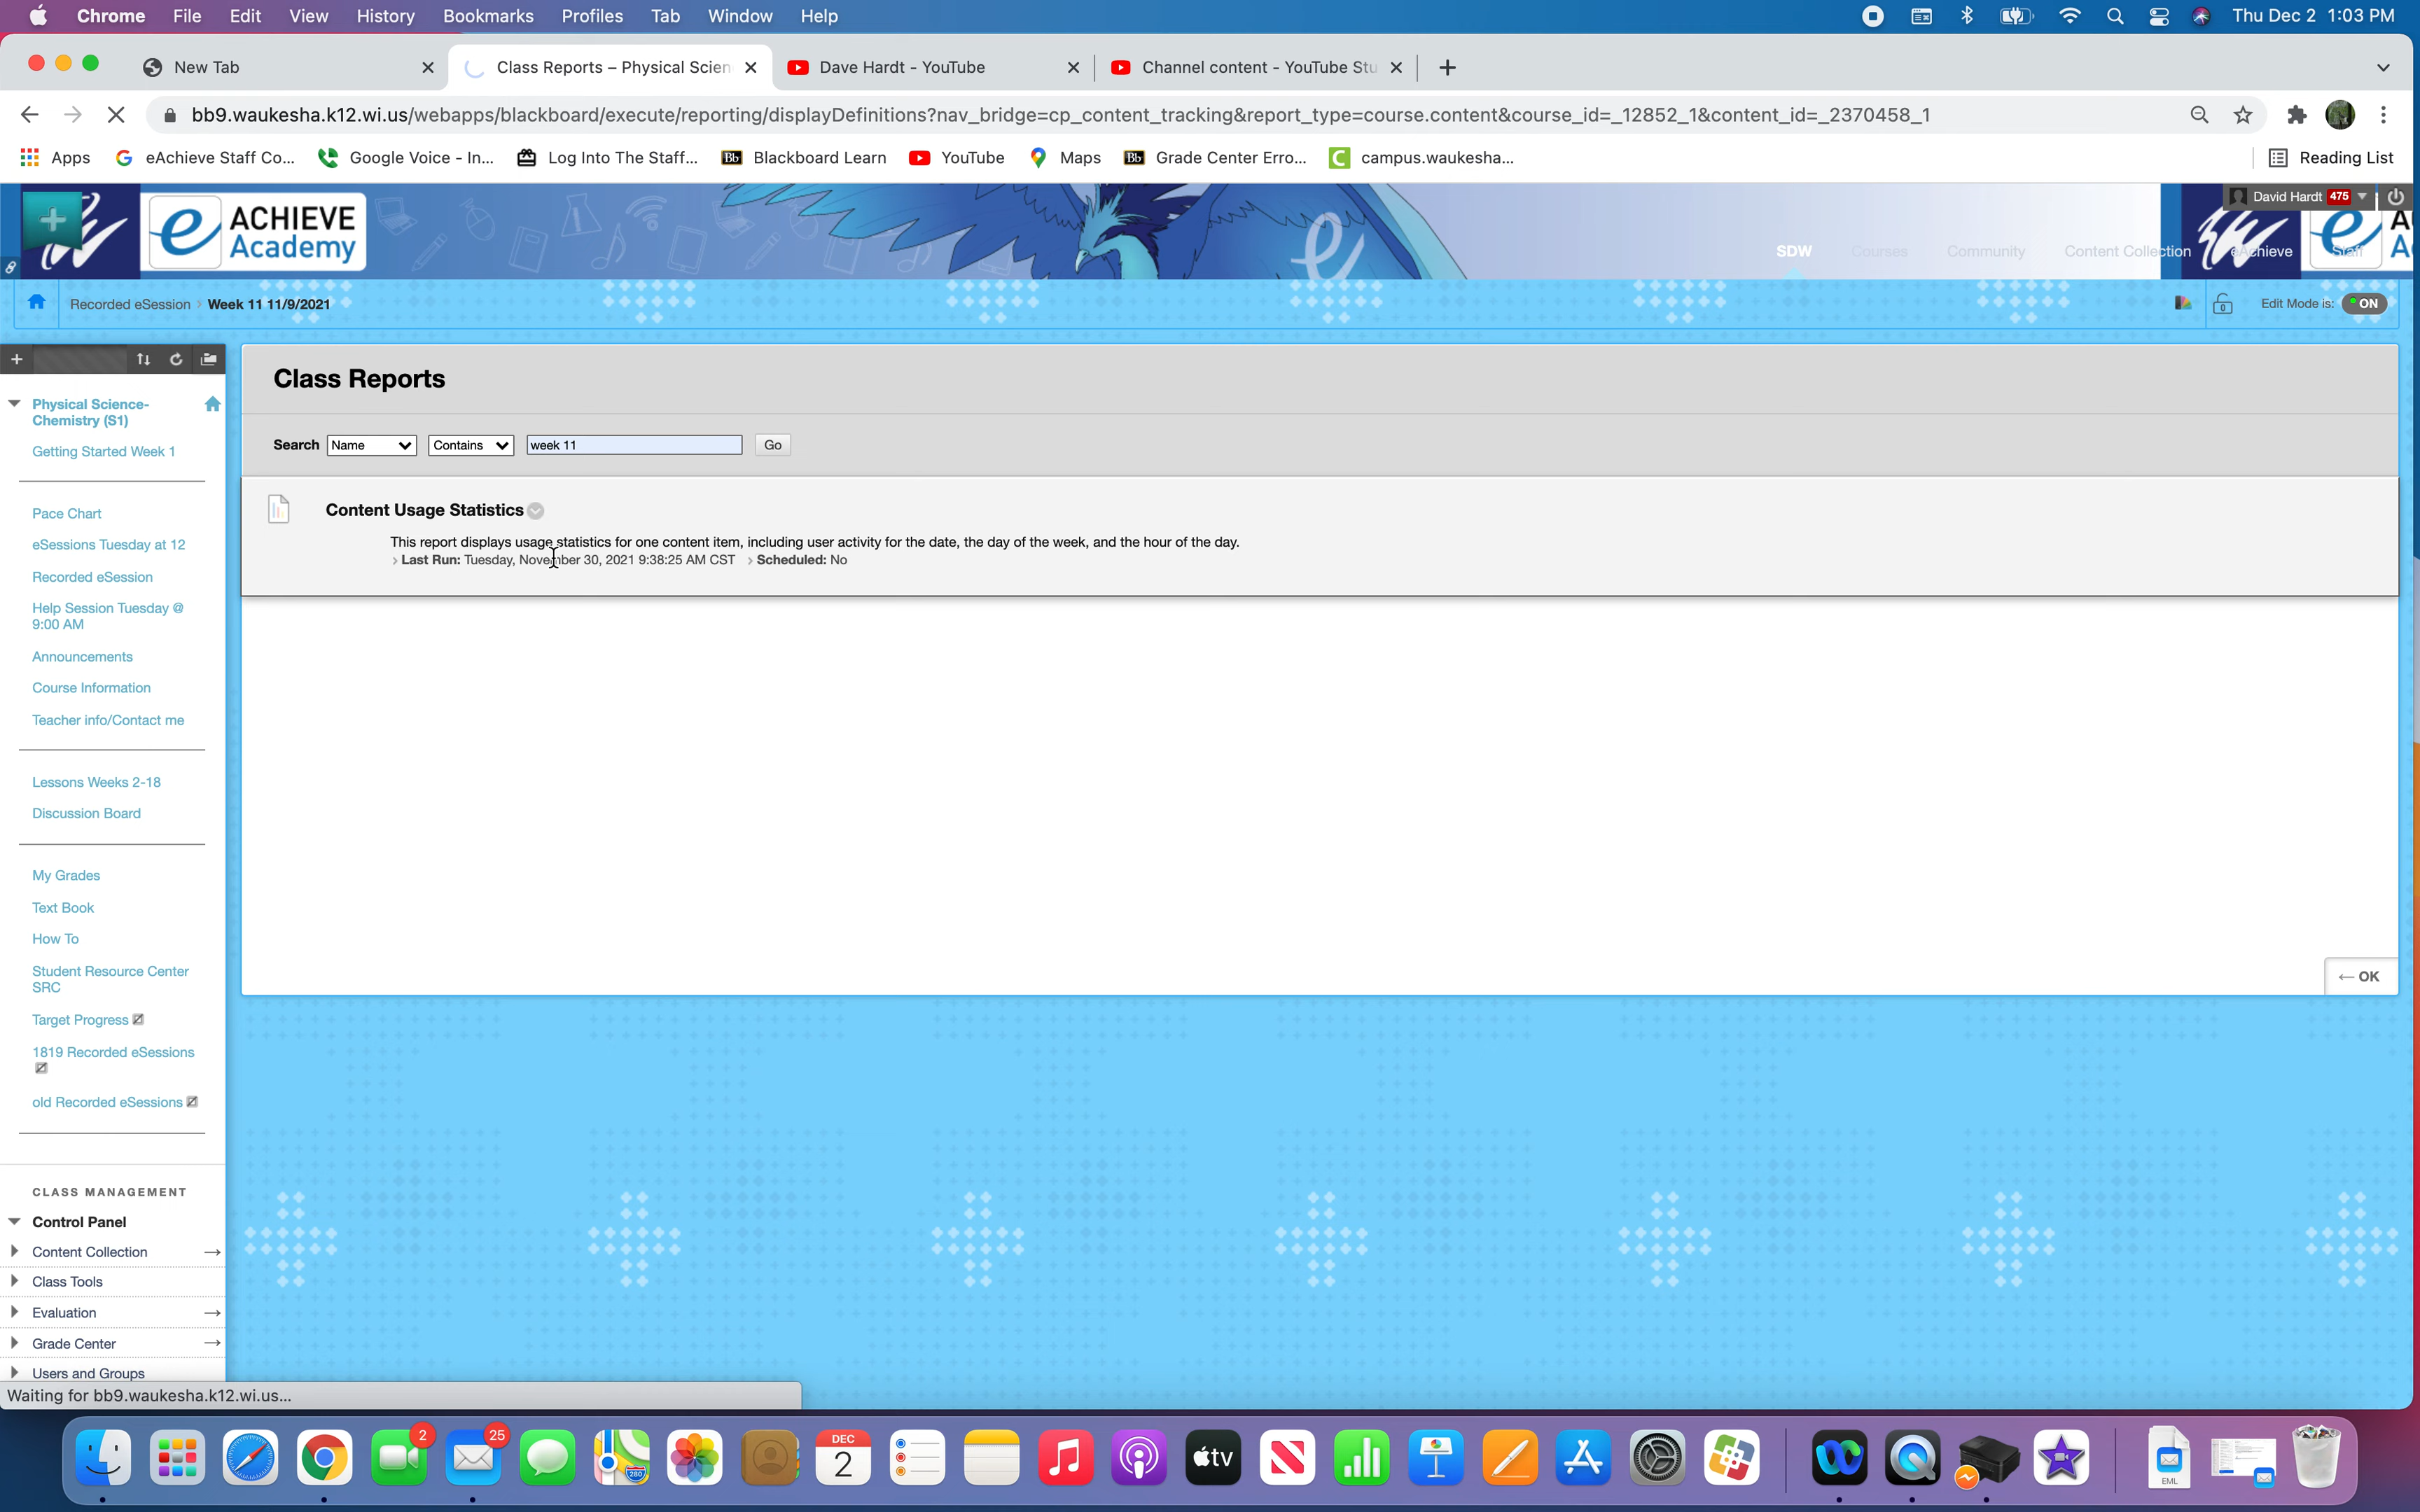 Chrome File Edit View History Bookmarks Profiles Tab Window Help Thu Dec 2 1:03 PM
New Tab Class Reports – Physical Scien Dave Hardt - YouTube Channel content - YouTube Stu
bb9.waukesha.k12.wi.us/webapps/blackboard/execute/reporting/displayDefinitions?nav_bridge=cp_content_tracking&report_type=course.content&course_id=_12852_1&content_id=_2370458_1
Apps eAchieve Staff Co... Google Voice - In... Log Into The Staff... Bb Blackboard Learn YouTube Maps Bb Grade Center Erro... C campus.waukesha... Reading List
e ACHIEVE Academy
David Hardt 475
SDW Courses Community Content Collection eAchieve Staff
Recorded eSession > Week 11 11/9/2021 Edit Mode is: ON
Physical Science-
Chemistry (S1)
Getting Started Week 1
Pace Chart
eSessions Tuesday at 12
Recorded eSession
Help Session Tuesday @
9:00 AM
Announcements
Course Information
Teacher info/Contact me
Lessons Weeks 2-18
Discussion Board
My Grades
Text Book
How To
Student Resource Center
SRC
Target Progress
1819 Recorded eSessions
old Recorded eSessions
CLASS MANAGEMENT
Control Panel
Content Collection
Class Tools
Evaluation
Grade Center
Users and Groups
Class Reports
Search Name Contains week 11 Go
Content Usage Statistics
This report displays usage statistics for one content item, including user activity for the date, the day of the week, and the hour of the day.
> Last Run: Tuesday, November 30, 2021 9:38:25 AM CST > Scheduled: No
← OK
Waiting for bb9.waukesha.k12.wi.us...
2
25
280
DEC
2
tv
EML